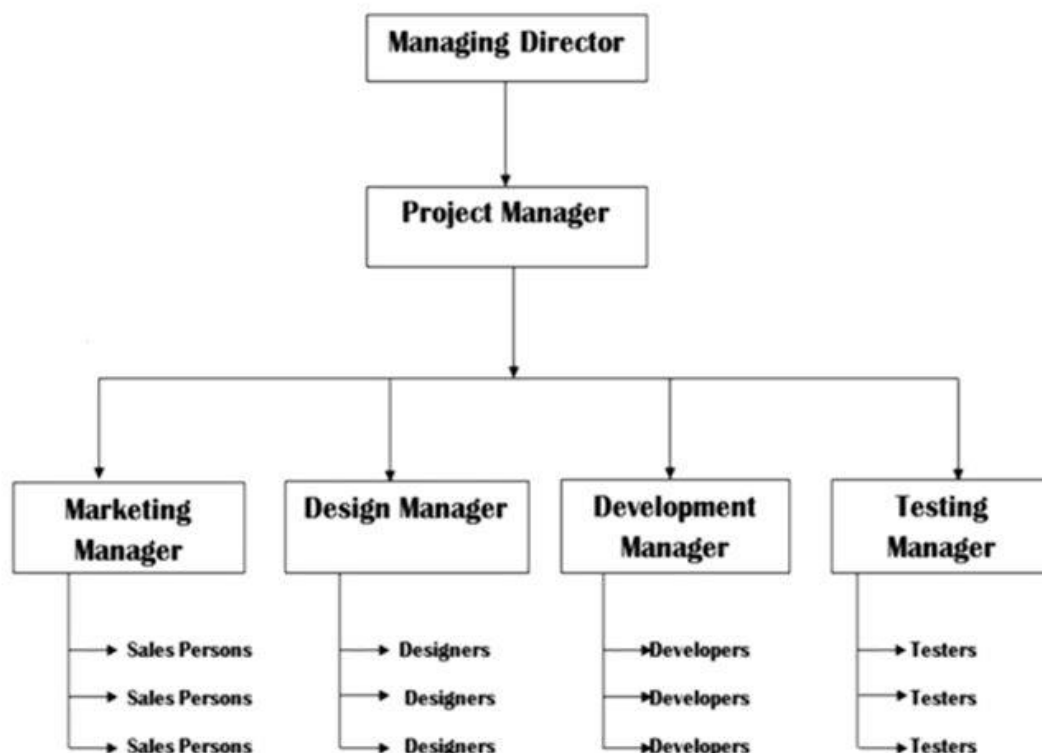 Managing Director
Project Manager
Marketing
Manager
Design Manager
Development
Manager
Testing
Manager
Sales Persons
Sales Persons
Sales Persons
Designers
Designers
Designers
Developers
Developers
Developers
Testers
Testers
Testers